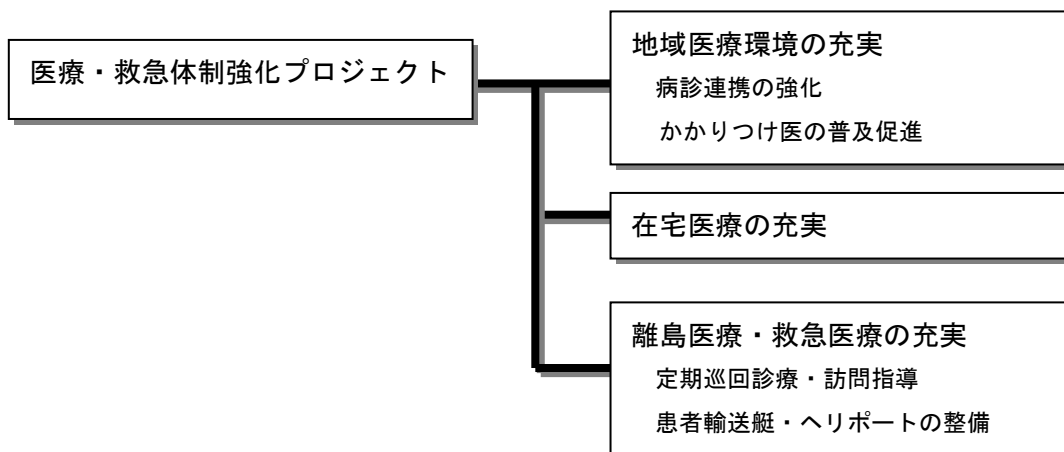 医療・救急体制強化プロジェクト
地域医療環境の充実
病診連携の強化
かかりつけ医の普及促進
在宅医療の充実
離島医療・救急医療の充実
定期巡回診療・訪問指導
患者輸送艇・ヘリポートの整備